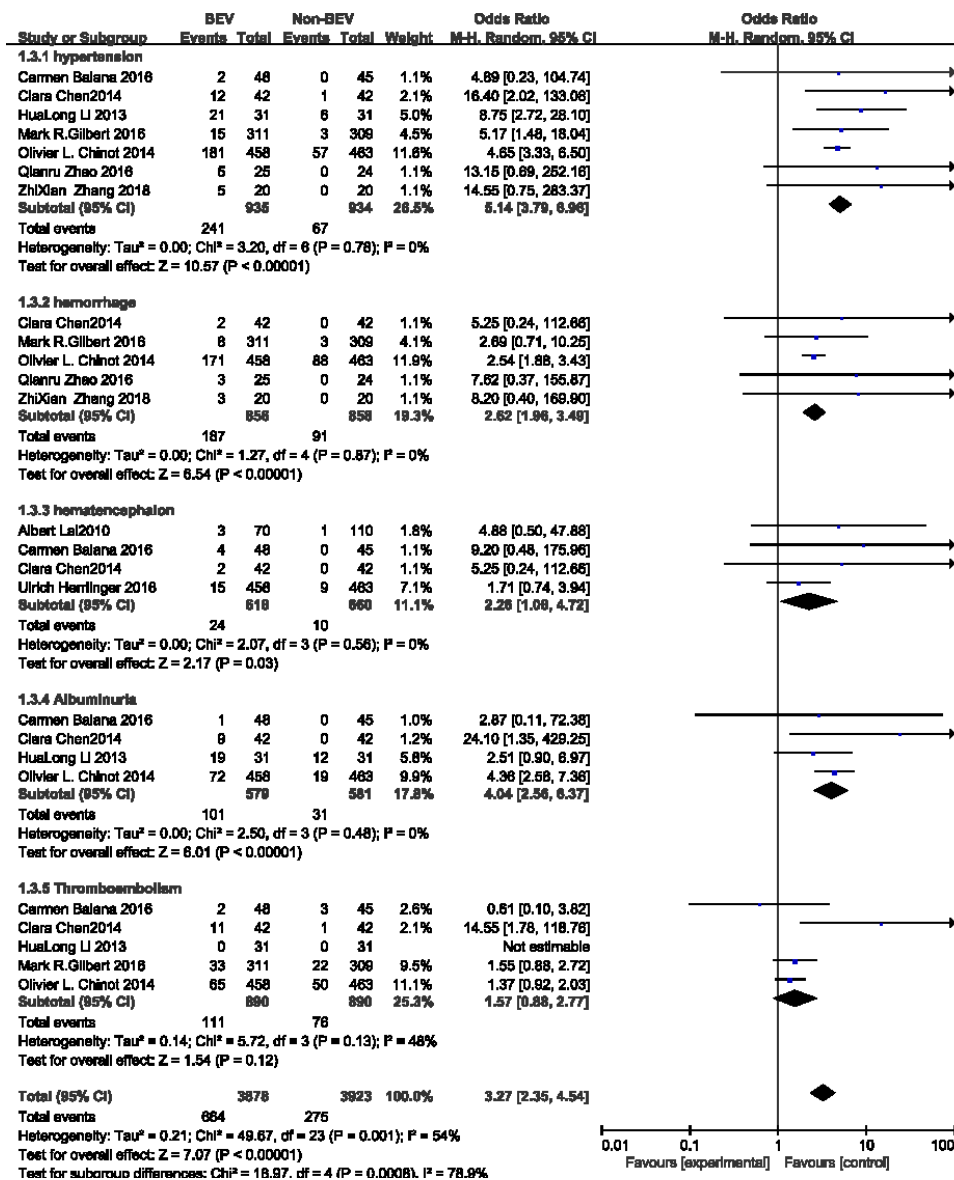 BEV Non-BEV Odds Ratio Odds Ratio
Study or Subgroup Events Total Events Total Weight M-H. Random. 95% CI M-H. Random. 95% CI
1.3.1 hypertension
Carmen Balana 2016 2 48 0 45 1.1% 4.89 [0.23, 104.74]
Clara Chen2014 12 42 1 42 2.1% 16.40 [2.02, 133.06]
HuaLong LI 2013 21 31 6 31 5.0% 8.75 [2.72, 28.10]
Mark R.Gilbert 2016 15 311 3 309 4.5% 5.17 [1.48, 18.04]
Olivier L. Chinot 2014 181 458 57 463 11.6% 4.65 [3.33, 6.50]
Qianru Zhao 2016 5 25 0 24 1.1% 13.15 [0.69, 252.16]
ZhiXian Zhang 2018 5 20 0 20 1.1% 14.55 [0.75, 283.37]
Subtotal (95% CI) 935 934 26.5% 5.14 [3.79, 6.96]
Total events 241 67
Heterogeneity: Tau² = 0.00; Chi² = 3.20, df = 6 (P = 0.78); I² = 0%
Test for overall effect: Z = 10.57 (P < 0.00001)
1.3.2 hemorrhage
Clara Chen2014 2 42 0 42 1.1% 5.25 [0.24, 112.66]
Mark R.Gilbert 2016 8 311 3 309 4.1% 2.69 [0.71, 10.25]
Olivier L. Chinot 2014 171 458 88 463 11.9% 2.54 [1.88, 3.43]
Qianru Zhao 2016 3 25 0 24 1.1% 7.62 [0.37, 155.87]
ZhiXian Zhang 2018 3 20 0 20 1.1% 8.20 [0.40, 169.90]
Subtotal (95% CI) 856 858 19.3% 2.62 [1.96, 3.49]
Total events 187 91
Heterogeneity: Tau² = 0.00; Chi² = 1.27, df = 4 (P = 0.87); I² = 0%
Test for overall effect: Z = 6.54 (P < 0.00001)
1.3.3 hematencephalon
Albert Lai2010 3 70 1 110 1.8% 4.88 [0.50, 47.88]
Carmen Balana 2016 4 48 0 45 1.1% 9.20 [0.48, 175.96]
Clara Chen2014 2 42 0 42 1.1% 5.25 [0.24, 112.66]
Ulrich Herrlinger 2016 15 458 9 463 7.1% 1.71 [0.74, 3.94]
Subtotal (95% CI) 618 660 11.1% 2.26 [1.08, 4.72]
Total events 24 10
Heterogeneity: Tau² = 0.00; Chi² = 2.07, df = 3 (P = 0.56); I² = 0%
Test for overall effect: Z = 2.17 (P = 0.03)
1.3.4 Albuminuria
Carmen Balana 2016 1 48 0 45 1.0% 2.87 [0.11, 72.38]
Clara Chen2014 9 42 0 42 1.2% 24.10 [1.35, 429.25]
HuaLong LI 2013 19 31 12 31 5.6% 2.51 [0.90, 6.97]
Olivier L. Chinot 2014 72 458 19 463 9.9% 4.36 [2.58, 7.36]
Subtotal (95% CI) 579 581 17.8% 4.04 [2.56, 6.37]
Total events 101 31
Heterogeneity: Tau² = 0.00; Chi² = 2.50, df = 3 (P = 0.48); I² = 0%
Test for overall effect: Z = 6.01 (P < 0.00001)
1.3.5 Thromboembolism
Carmen Balana 2016 2 48 3 45 2.6% 0.61 [0.10, 3.82]
Clara Chen2014 11 42 1 42 2.1% 14.55 [1.78, 118.76]
HuaLong LI 2013 0 31 0 31 Not estimable
Mark R.Gilbert 2016 33 311 22 309 9.5% 1.55 [0.88, 2.72]
Olivier L. Chinot 2014 65 458 50 463 11.1% 1.37 [0.92, 2.03]
Subtotal (95% CI) 890 890 25.3% 1.57 [0.88, 2.77]
Total events 111 76
Heterogeneity: Tau² = 0.14; Chi² = 5.72, df = 3 (P = 0.13); I² = 48%
Test for overall effect: Z = 1.54 (P = 0.12)
Total (95% CI) 3878 3923 100.0% 3.27 [2.35, 4.54]
Total events 664 275
Heterogeneity: Tau² = 0.21; Chi² = 49.67, df = 23 (P = 0.001); I² = 54%
Test for overall effect: Z = 7.07 (P < 0.00001)
Test for subgroup differences: Chi² = 18.97, df = 4 (P = 0.0008), I² = 78.9%
0.01 0.1 1 10 100
Favours [experimental] Favours [control]